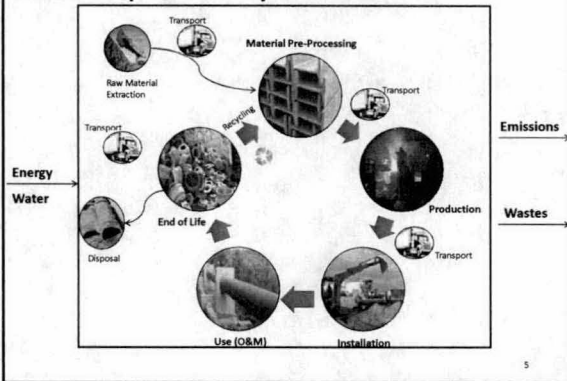 Transport
Material Pre-Processing
Raw Material
Extraction
Transport
Recycling
Transport
Emissions
Energy
Water
Production
Wastes
End of Life
Transport
Disposal
Use (O&M)
Installation
5